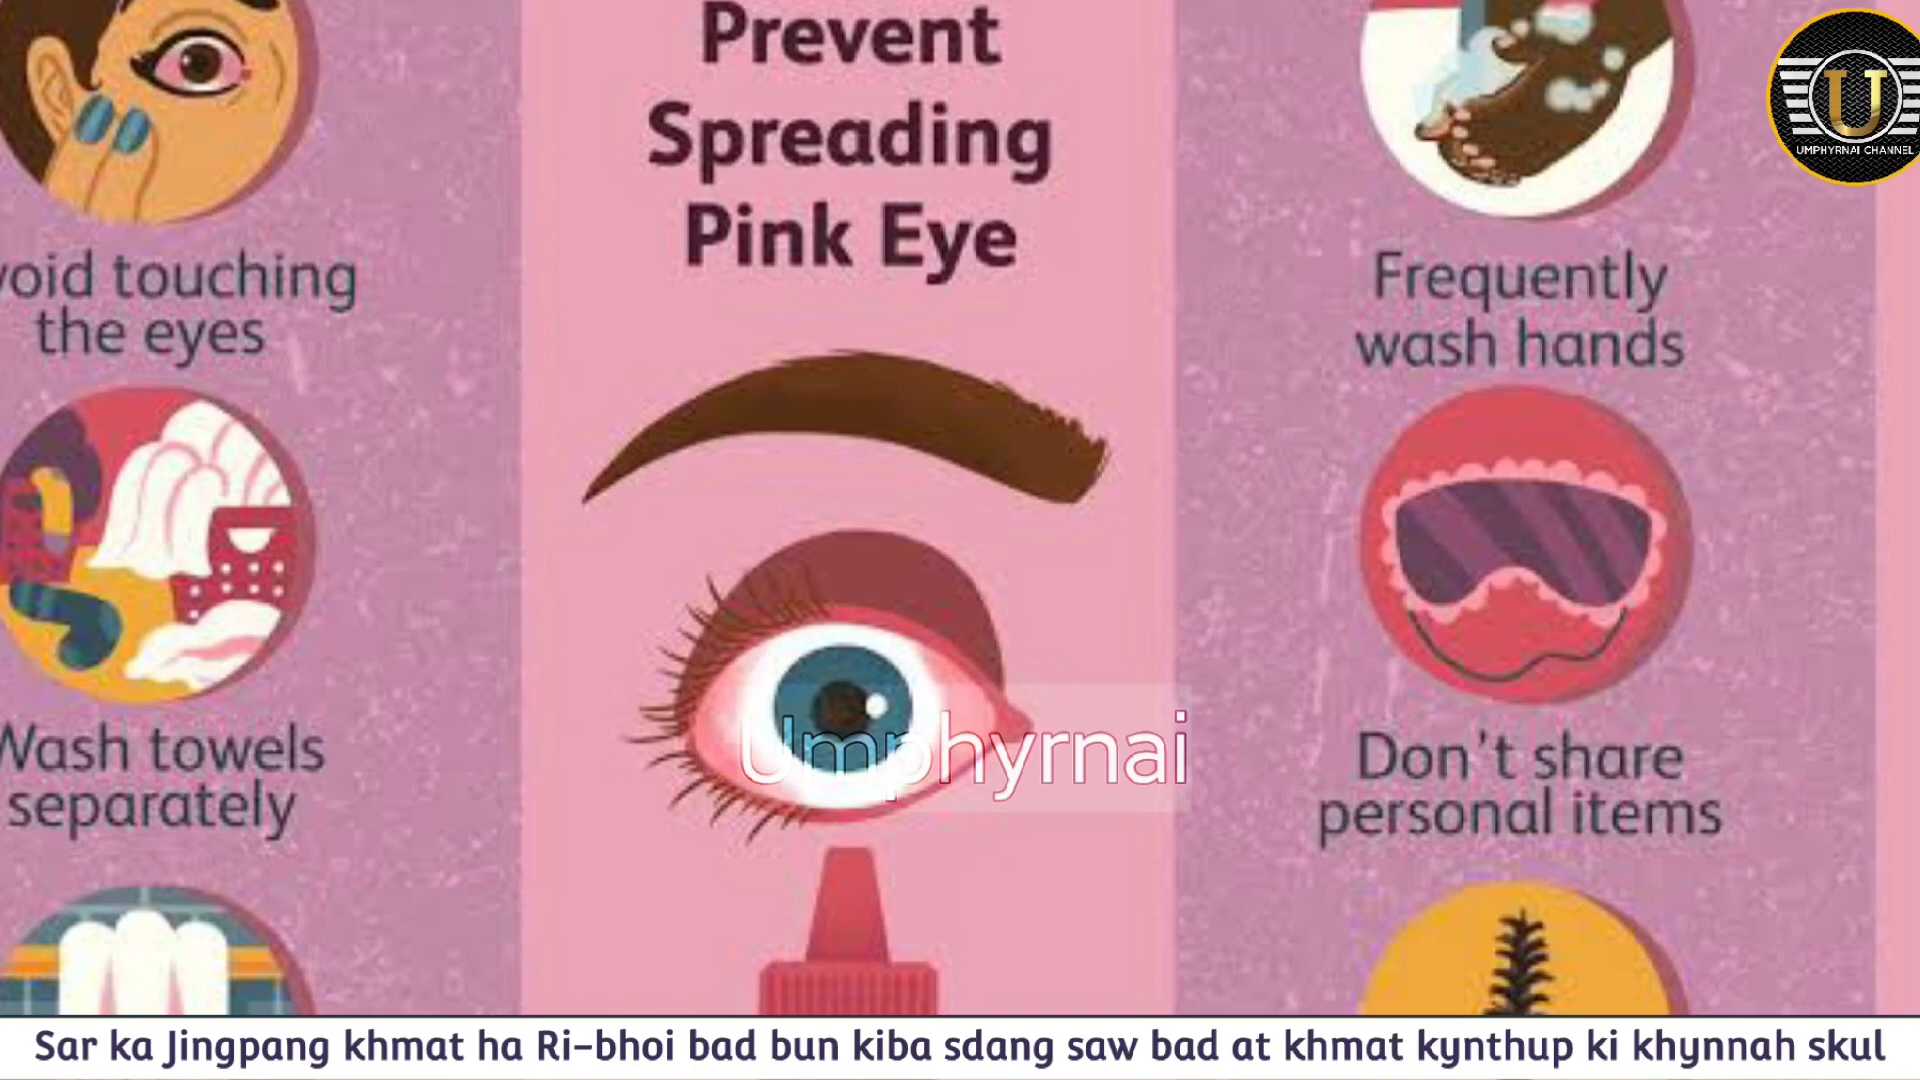 Prevent
Spreading
Pink Eye
void touching
the eyes
Frequently
wash hands
Wash towels
separately
Don't share
personal items
Umphyrnai
U
UMPHYRNAI CHANNEL
Sar ka Jingpang khmat ha Ri-bhoi bad bun kiba sdang saw bad at khmat kynthup ki khynnah skul